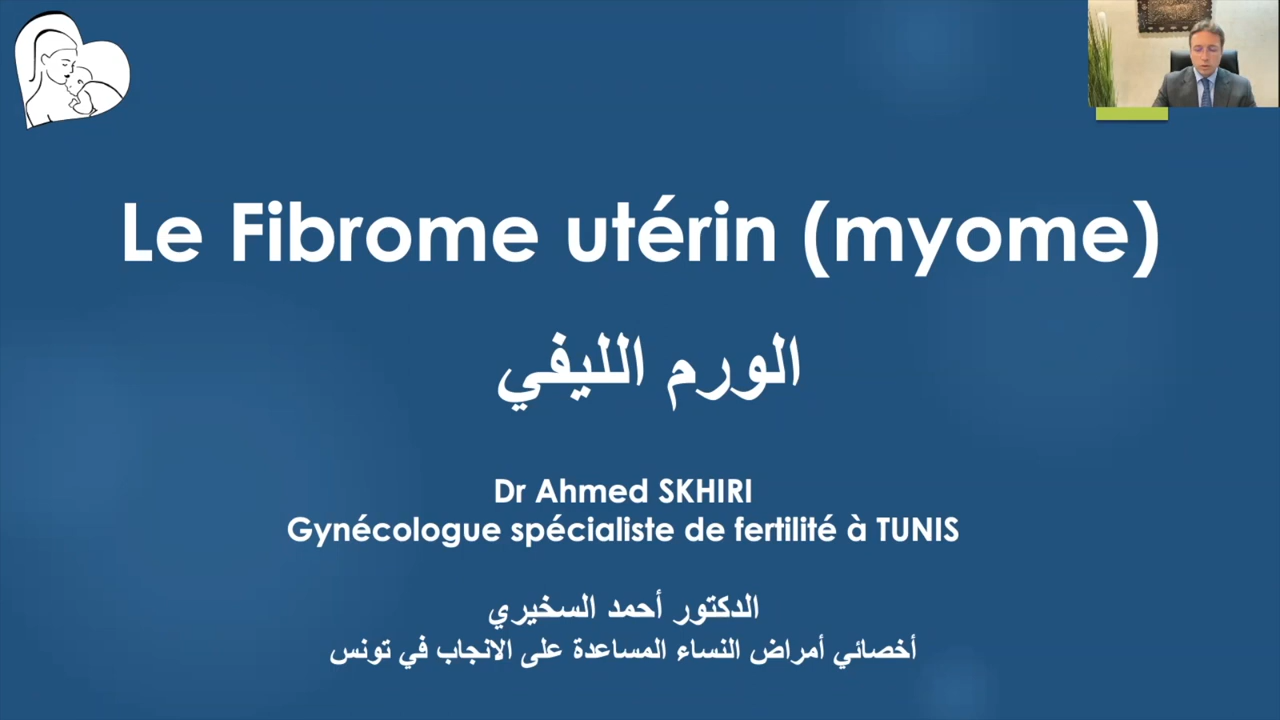 Le Fibrome utérin (myome)
الورم الليفي
Dr Ahmed SKHIRI
Gynécologue spécialiste de fertilité à TUNIS
الدكتور أحمد السخيري
أخصائي أمراض النساء المساعدة على الانجاب في تونس